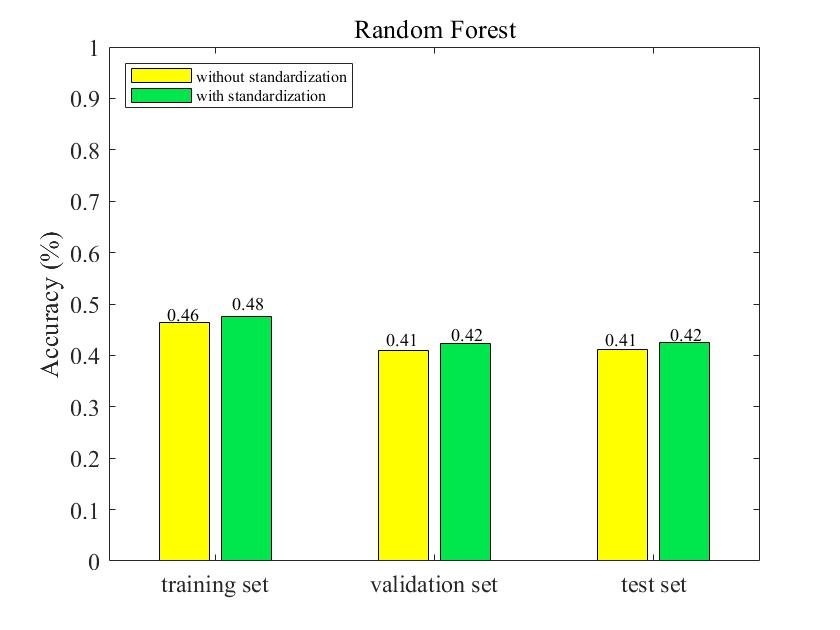 Random Forest
without standardization
with standardization
Accuracy (%)
1
0.9
0.8
0.7
0.6
0.5
0.4
0.3
0.2
0.1
0
0.46
0.48
0.41
0.42
0.41
0.42
training set
validation set
test set